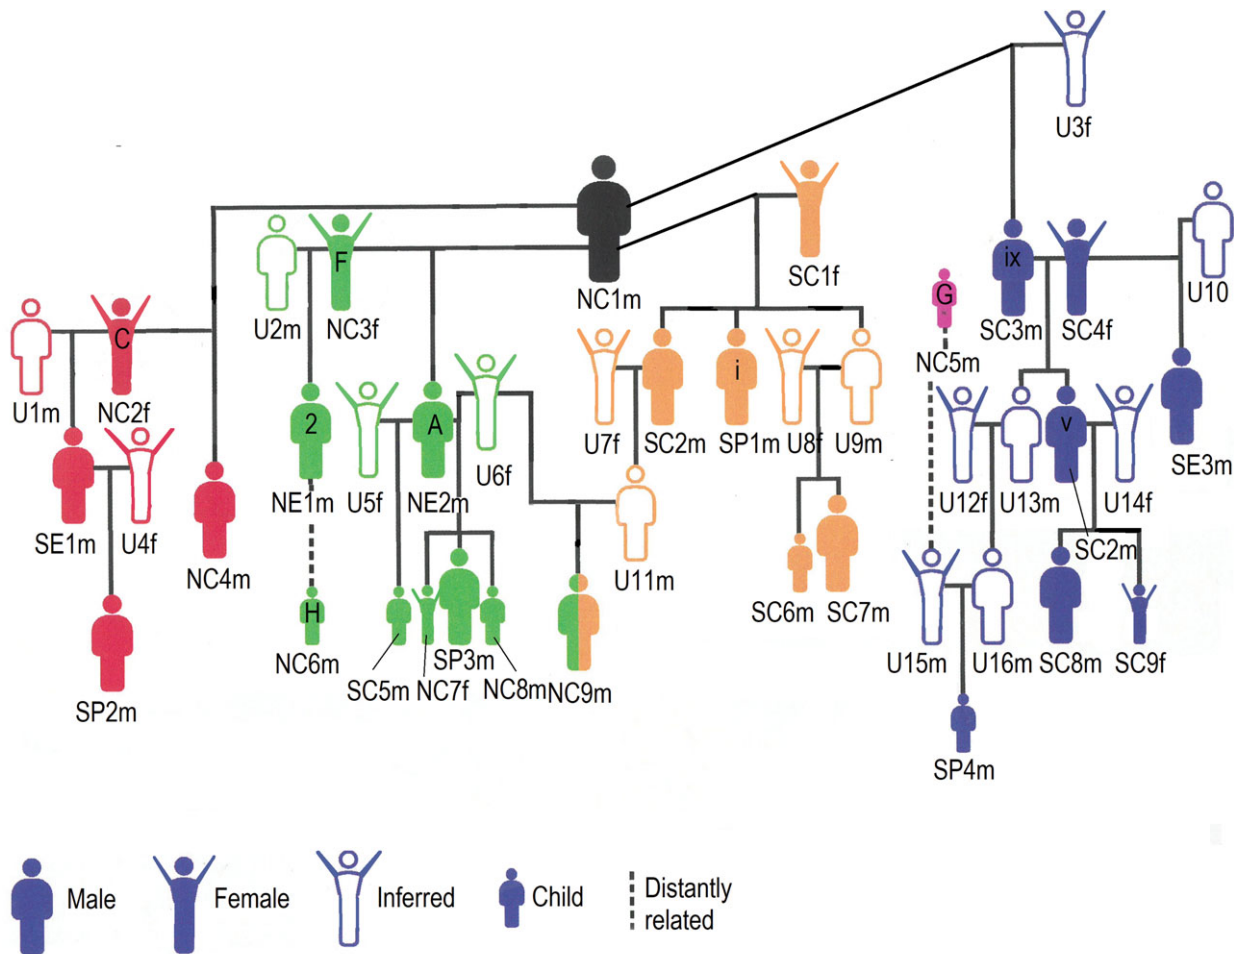 U3f
NC1m
SC1f
U2m
F
NC3f
ix
SC3m
SC4f
U10
G
NC5m
U1m
C
NC2f
2
NE1m
U5f
A
NE2m
U6f
U7f
SC2m
i
SP1m
U8f
U9m
U12f
U13m
v
SC2m
U14f
SE3m
SE1m
U4f
NC4m
U11m
SC6m
SC7m
H
NC6m
SC5m
NC7f
SP3m
NC8m
NC9m
U15m
U16m
SC8m
SC9f
SP2m
SP4m
Male
Female
Inferred
Child
Distantly
related